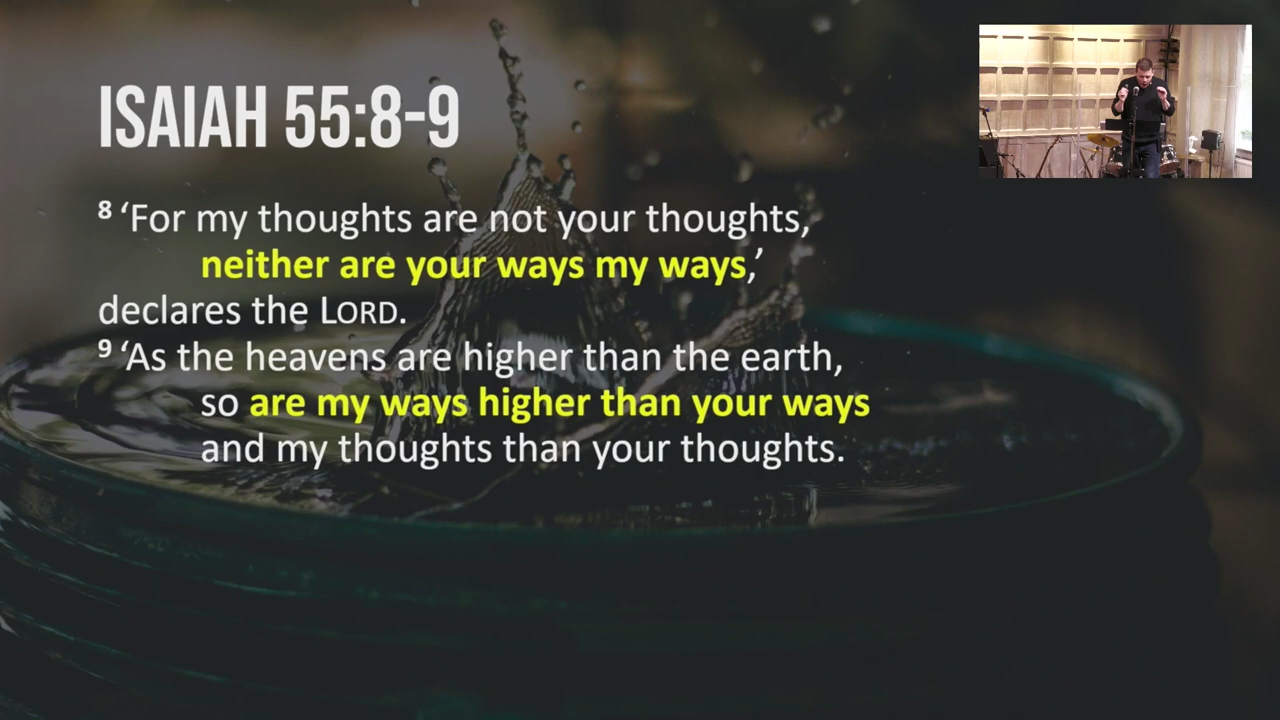 ISAIAH 55:8-9
⁸ ‘For my thoughts are not your thoughts,
neither are your ways my ways,’
declares the LORD.
⁹ ‘As the heavens are higher than the earth,
so are my ways higher than your ways
and my thoughts than your thoughts.